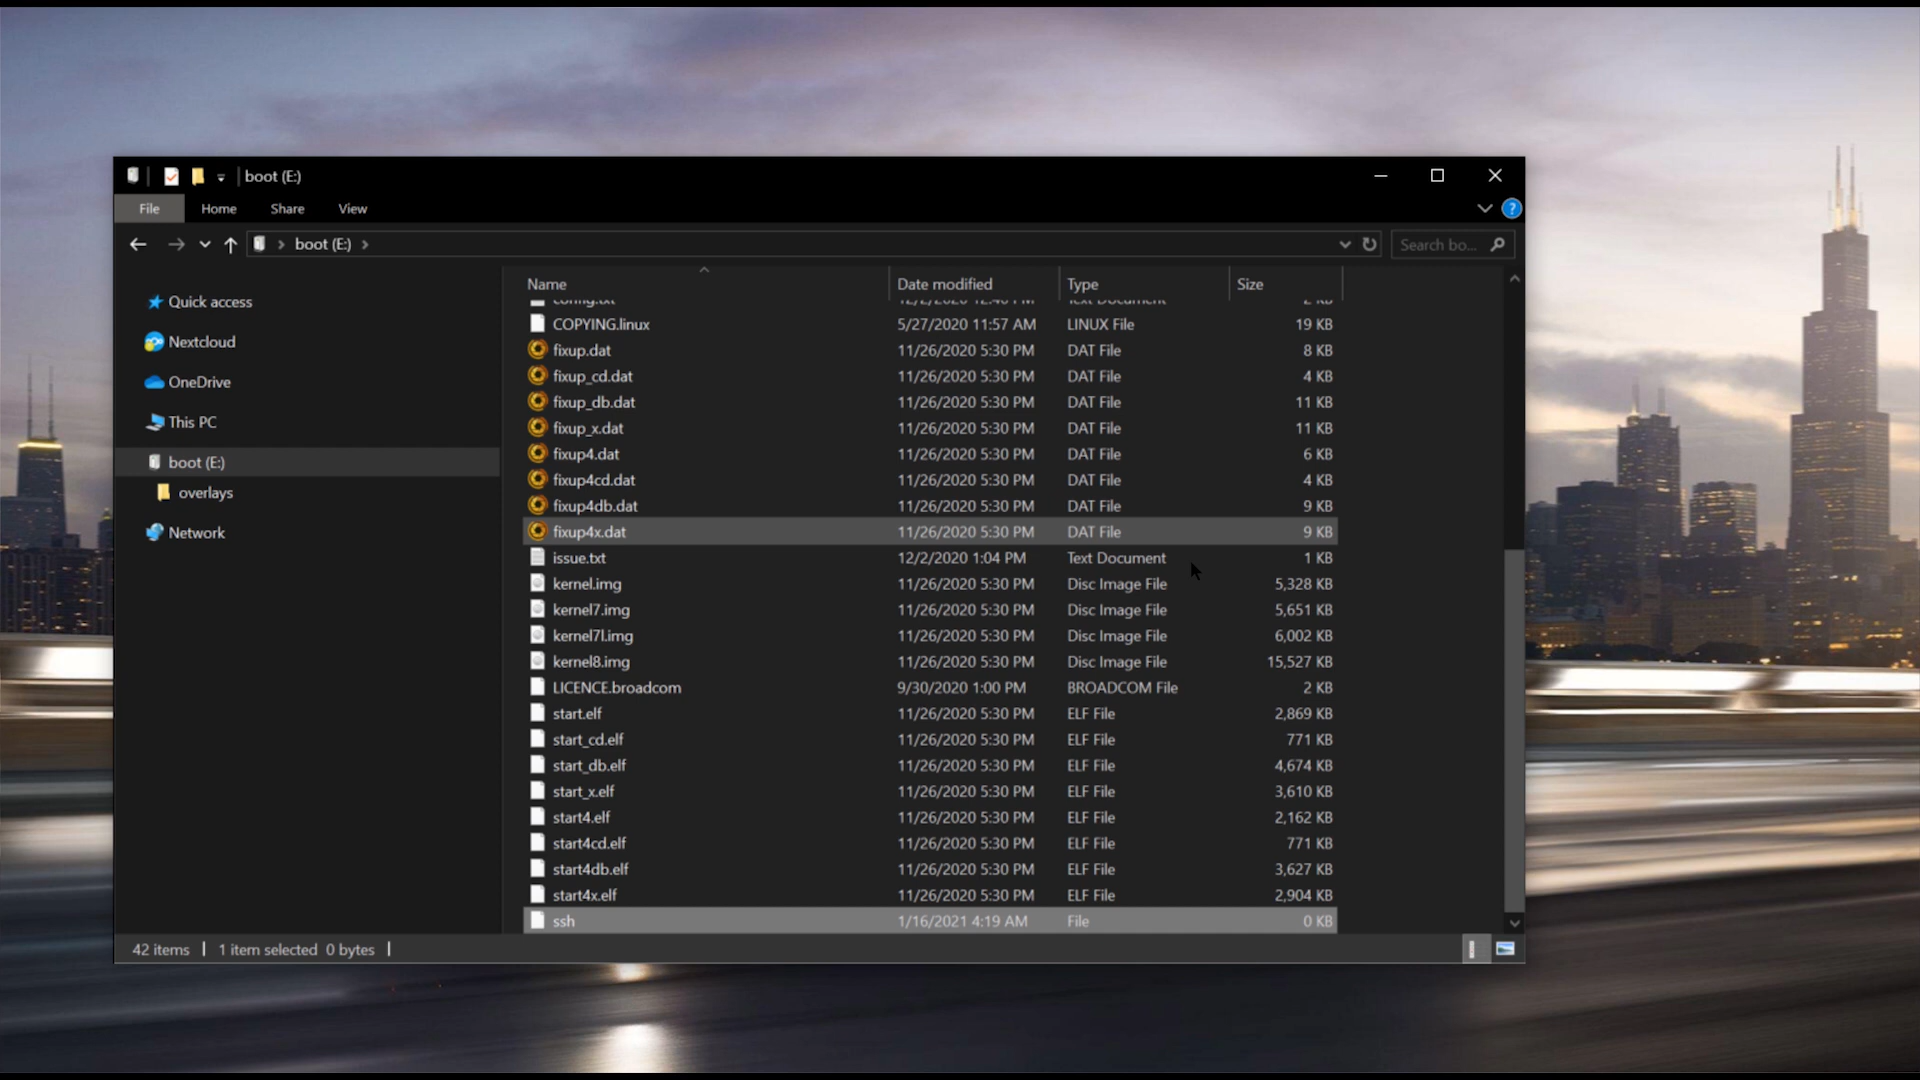 boot (E:)
File Home Share View
boot (E:) Search bo...
Name Date modified Type Size
COPYING.linux 5/27/2020 11:57 AM LINUX File 19 KB
fixup.dat 11/26/2020 5:30 PM DAT File 8 KB
fixup_cd.dat 11/26/2020 5:30 PM DAT File 4 KB
fixup_db.dat 11/26/2020 5:30 PM DAT File 11 KB
fixup_x.dat 11/26/2020 5:30 PM DAT File 11 KB
fixup4.dat 11/26/2020 5:30 PM DAT File 6 KB
fixup4cd.dat 11/26/2020 5:30 PM DAT File 4 KB
fixup4db.dat 11/26/2020 5:30 PM DAT File 9 KB
fixup4x.dat 11/26/2020 5:30 PM DAT File 9 KB
issue.txt 12/2/2020 1:04 PM Text Document 1 KB
kernel.img 11/26/2020 5:30 PM Disc Image File 5,328 KB
kernel7.img 11/26/2020 5:30 PM Disc Image File 5,651 KB
kernel7l.img 11/26/2020 5:30 PM Disc Image File 6,002 KB
kernel8.img 11/26/2020 5:30 PM Disc Image File 15,527 KB
LICENCE.broadcom 9/30/2020 1:00 PM BROADCOM File 2 KB
start.elf 11/26/2020 5:30 PM ELF File 2,869 KB
start_cd.elf 11/26/2020 5:30 PM ELF File 771 KB
start_db.elf 11/26/2020 5:30 PM ELF File 4,674 KB
start_x.elf 11/26/2020 5:30 PM ELF File 3,610 KB
start4.elf 11/26/2020 5:30 PM ELF File 2,162 KB
start4cd.elf 11/26/2020 5:30 PM ELF File 771 KB
start4db.elf 11/26/2020 5:30 PM ELF File 3,627 KB
start4x.elf 11/26/2020 5:30 PM ELF File 2,904 KB
ssh 1/16/2021 4:19 AM File 0 KB
Quick access
Nextcloud
OneDrive
This PC
boot (E:)
overlays
Network
42 items 1 item selected 0 bytes